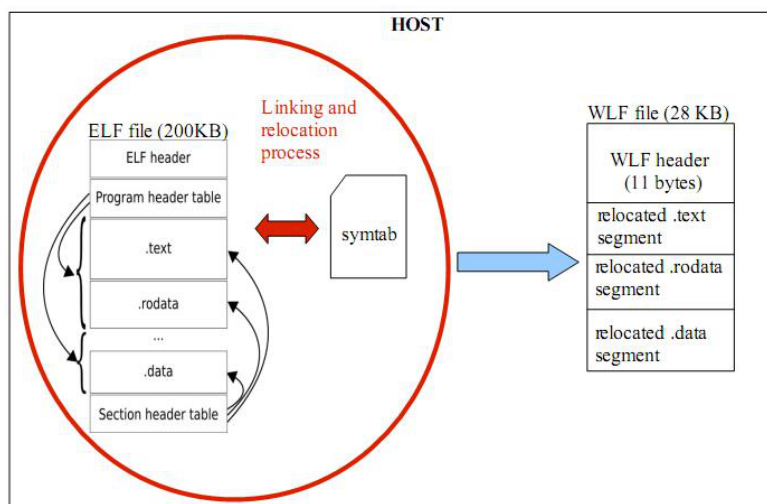 HOST
Linking and
relocation
process
ELF file (200KB)
ELF header
Program header table
.text
.rodata
...
.data
Section header table
symtab
WLF file (28 KB)
WLF header
(11 bytes)
relocated .text
segment
relocated .rodata
segment
relocated .data
segment